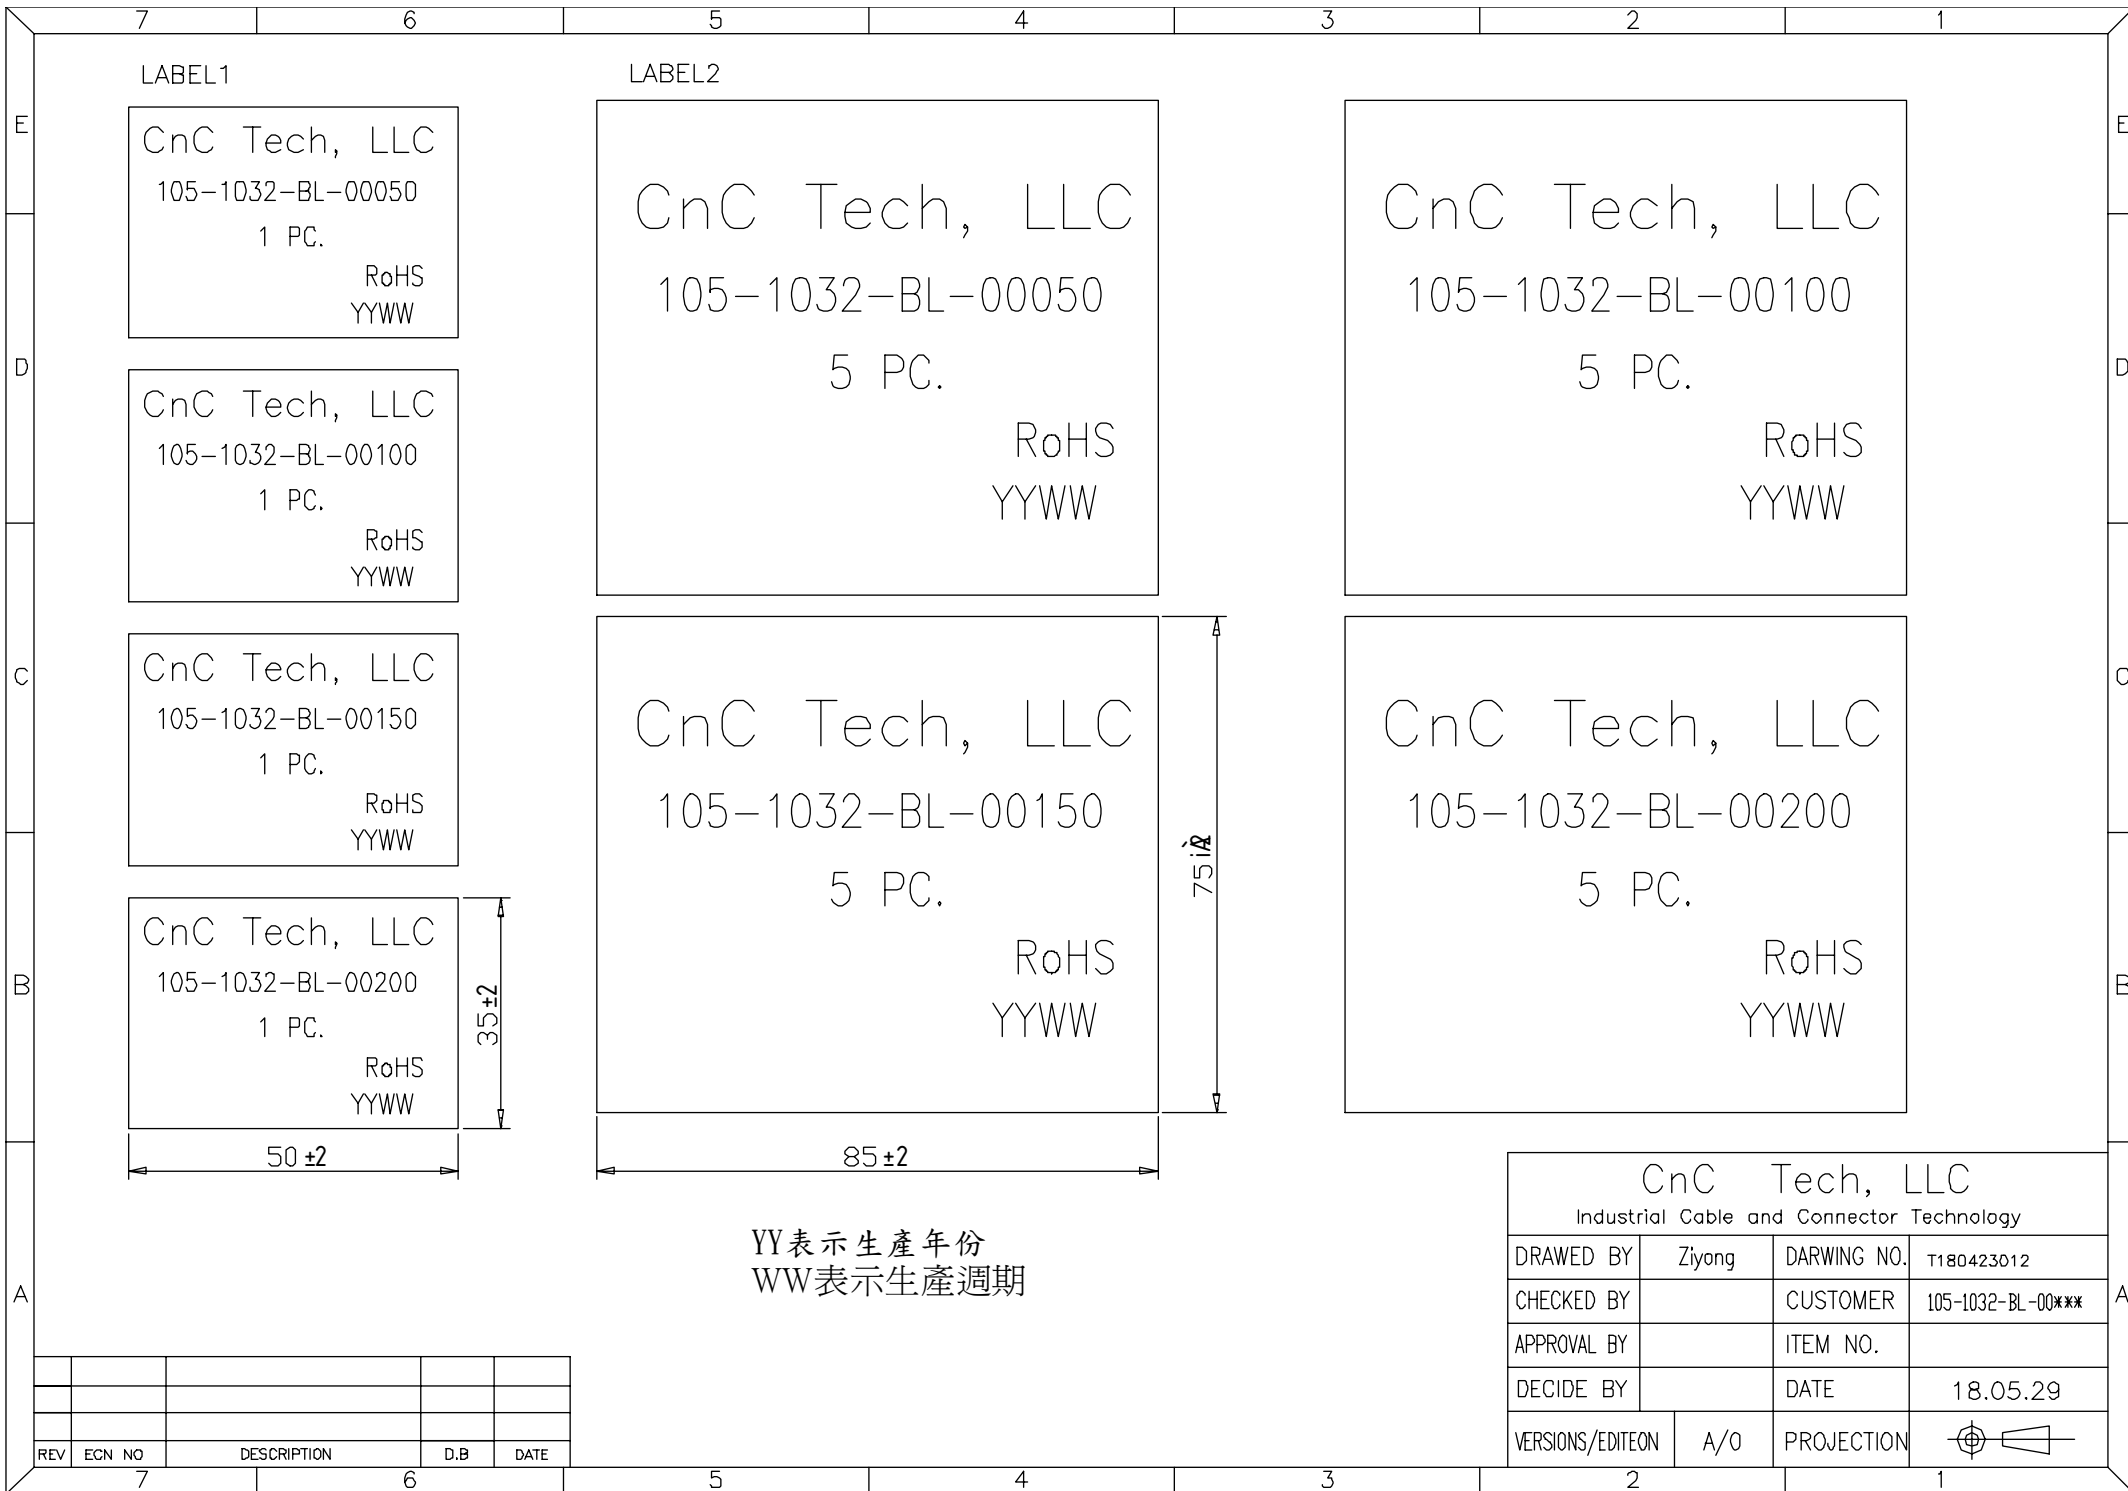 7 6 5 4 3 2 1
LABEL1
LABEL2
E E
D D
C C
B B
A A
CnC Tech, LLC
105-1032-BL-00050
1 PC.
RoHS
YYWW
CnC Tech, LLC
105-1032-BL-00100
1 PC.
RoHS
YYWW
CnC Tech, LLC
105-1032-BL-00150
1 PC.
RoHS
YYWW
CnC Tech, LLC
105-1032-BL-00200
1 PC.
RoHS
YYWW
35±2
50±2
CnC Tech, LLC
105-1032-BL-00050
5 PC.
RoHS
YYWW
CnC Tech, LLC
105-1032-BL-00100
5 PC.
RoHS
YYWW
CnC Tech, LLC
105-1032-BL-00150
5 PC.
RoHS
YYWW
75
85±2
CnC Tech, LLC
105-1032-BL-00200
5 PC.
RoHS
YYWW
YY表示生產年份
WW表示生產週期
CnC Tech, LLC
Industrial Cable and Connector Technology
DRAWED BY Ziyong DARWING NO. T180423012
CHECKED BY CUSTOMER 105-1032-BL-00***
APPROVAL BY ITEM NO.
DECIDE BY DATE 18.05.29
VERSIONS/EDITEON A/0 PROJECTION
REV ECN NO DESCRIPTION D.B DATE
7 6 5 4 3 2 1